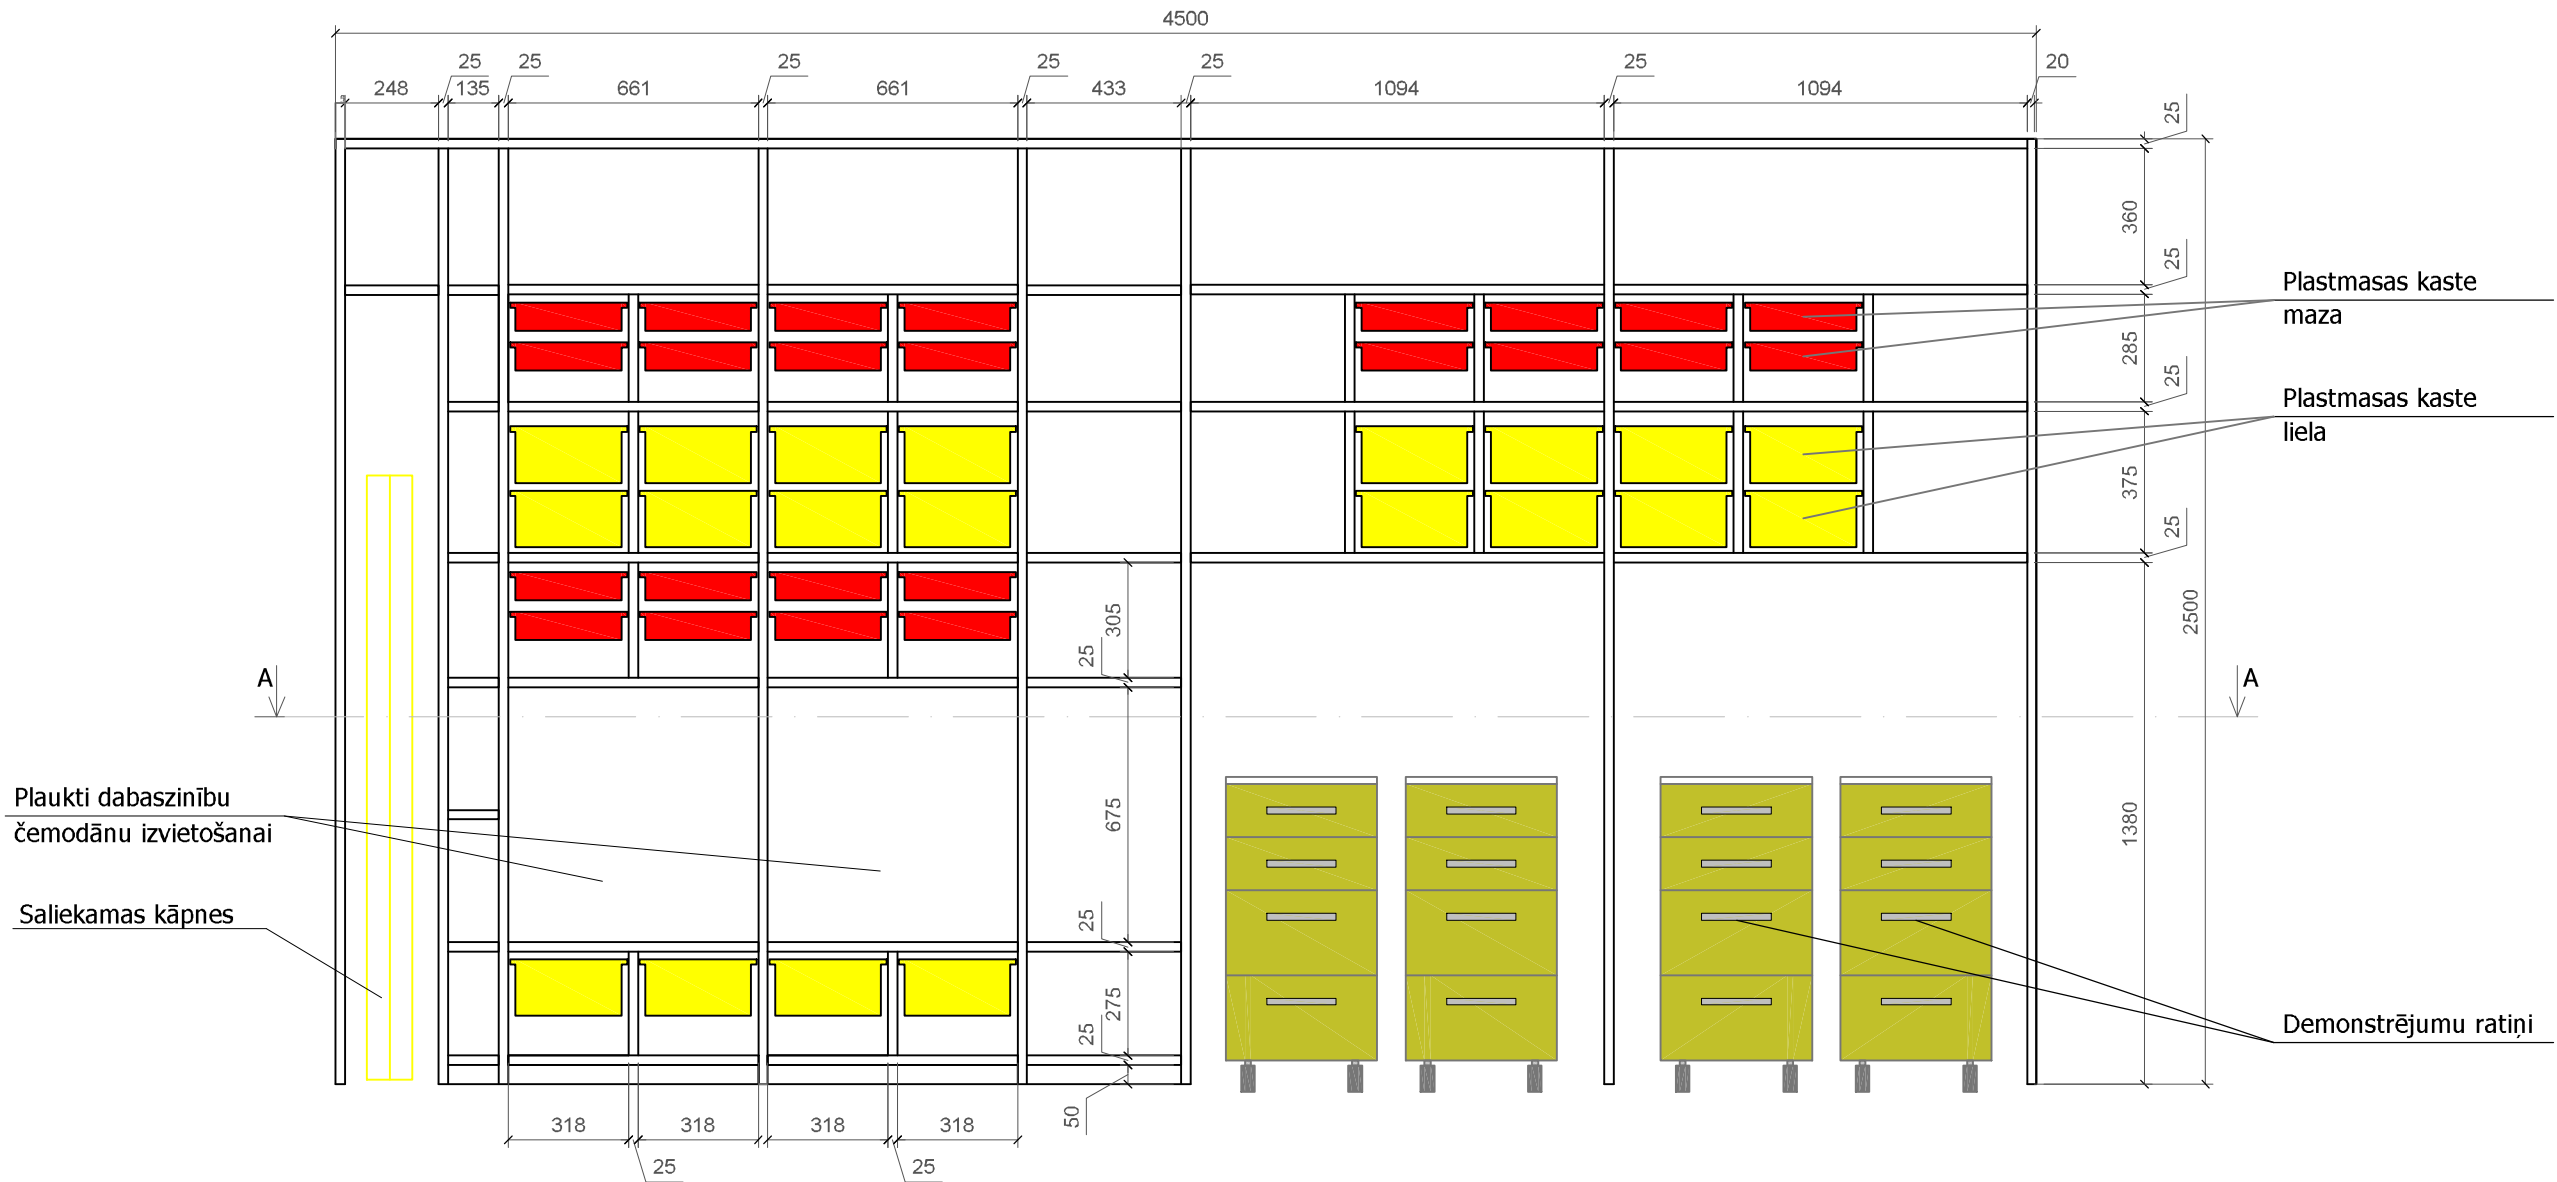 4500
25 25 25 25 25 25 20
248 135 661 661 433 1094 1094
25
360
25
Plastmasas kaste
maza
285
25
Plastmasas kaste
liela
375
25
305
2500
25
A A
675
1380
Plaukti dabaszinību
čemodānu izvietošanai
Saliekamas kāpnes
25
275
25
Demonstrējumu ratiņi
50
318 318 318 318
25 25